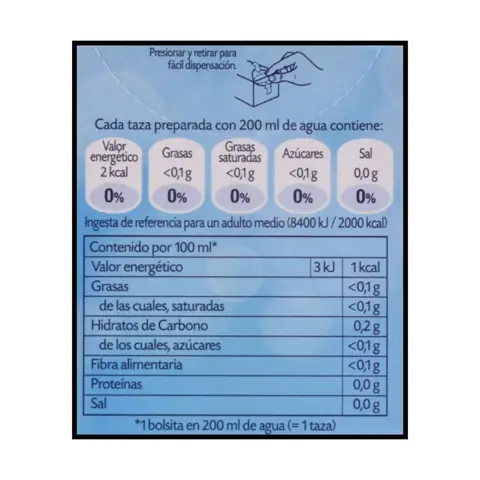 Presionar y retirar para
fácil dispensación.
Cada taza preparada con 200 ml de agua contiene:
Valor energético 2 kcal 0%
Grasas <0,1 g 0%
Grasas saturadas <0,1 g 0%
Azúcares <0,1 g 0%
Sal 0,0 g 0%
Ingesta de referencia para un adulto medio (8400 kJ / 2000 kcal)
Contenido por 100 ml*
Valor energético 3 kJ 1 kcal
Grasas <0,1 g
de las cuales, saturadas <0,1 g
Hidratos de Carbono 0,2 g
de los cuales, azúcares <0,1 g
Fibra alimentaria <0,1 g
Proteínas 0,0 g
Sal 0,0 g
*1 bolsita en 200 ml de agua (= 1 taza)